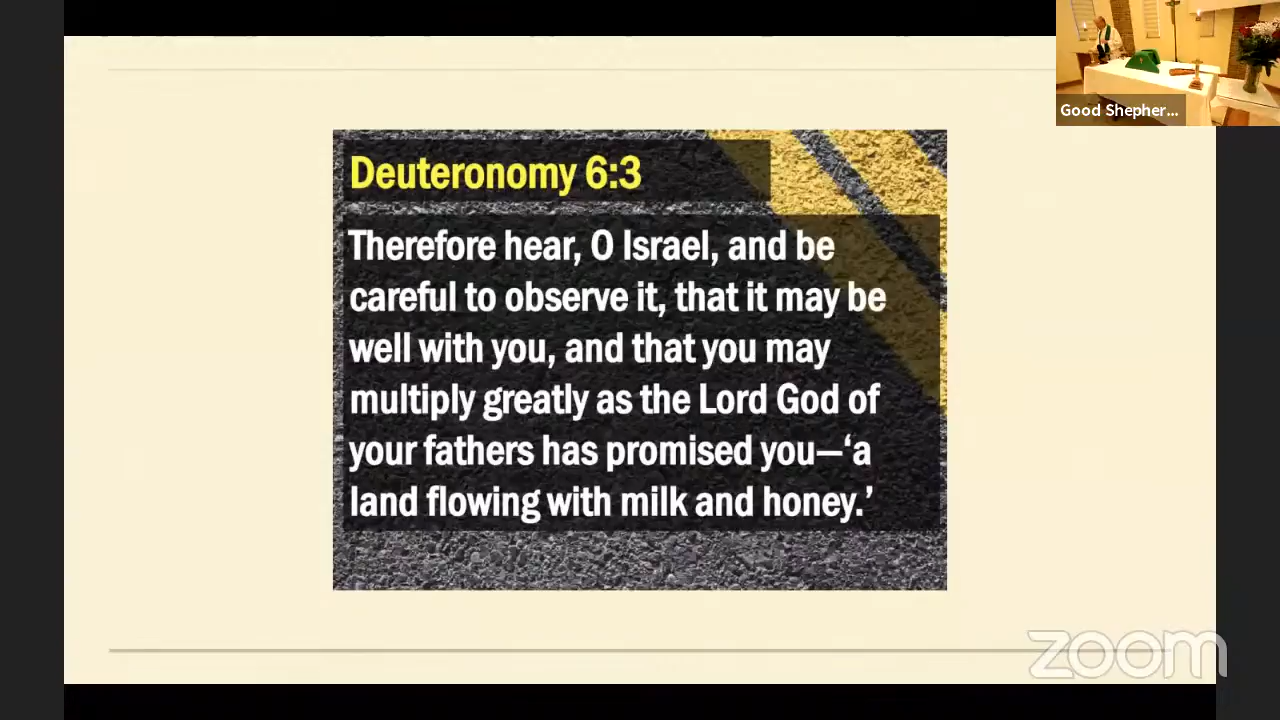 Good Shepher...
Deuteronomy 6:3
Therefore hear, O Israel, and be
careful to observe it, that it may be
well with you, and that you may
multiply greatly as the Lord God of
your fathers has promised you—‘a
land flowing with milk and honey.’
zoom